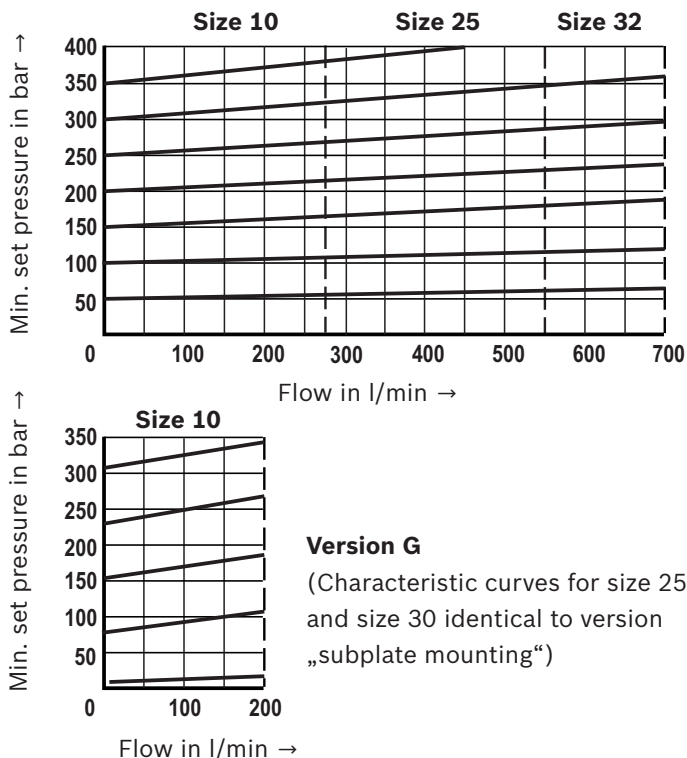 Size 10 Size 25 Size 32
Min. set pressure in bar →
400
350
300
250
200
150
100
50
0 100 200 300 400 500 600 700
Flow in l/min →
Size 10
Min. set pressure in bar →
350
250
200
150
100
50
0 100 200
Flow in l/min →
Version G
(Characteristic curves for size 25
and size 30 identical to version
„subplate mounting“)